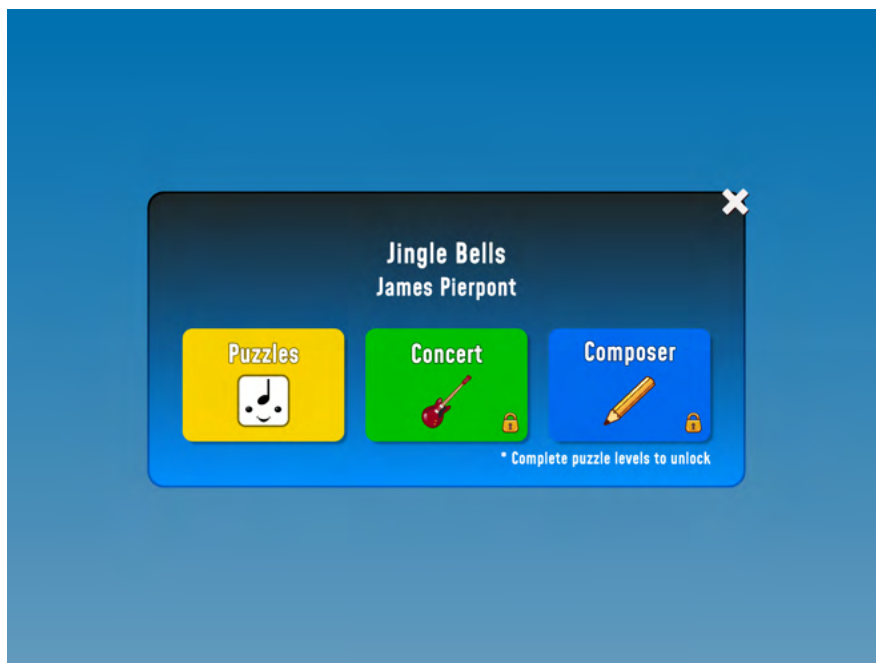 Jingle Bells
James Pierpont
Puzzles
Concert
Composer
* Complete puzzle levels to unlock